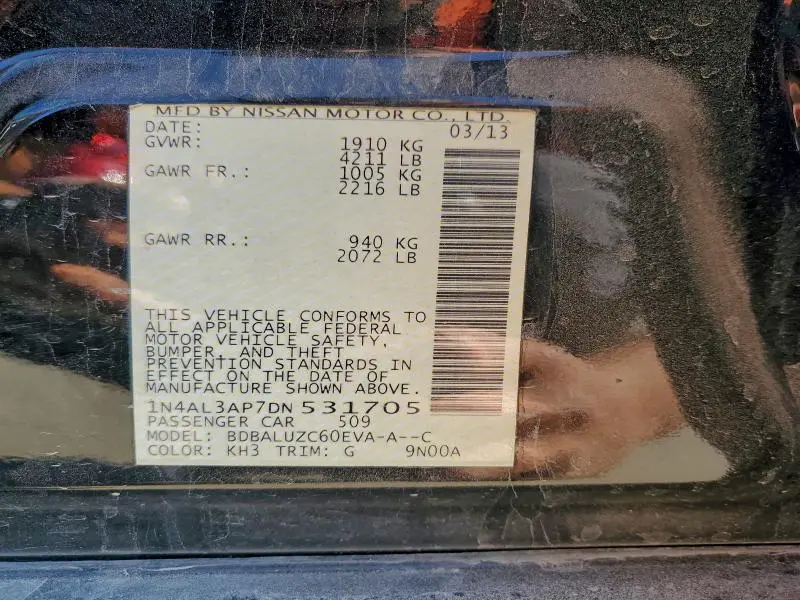 MFD BY NISSAN MOTOR CO., LTD.
DATE: 03/13
GVWR: 1910 KG
4211 LB
GAWR FR.: 1005 KG
2216 LB
GAWR RR.: 940 KG
2072 LB
THIS VEHICLE CONFORMS TO
ALL APPLICABLE FEDERAL
MOTOR VEHICLE SAFETY,
BUMPER, AND THEFT
PREVENTION STANDARDS IN
EFFECT ON THE DATE OF
MANUFACTURE SHOWN ABOVE.
1N4AL3AP7DN 531705
PASSENGER CAR 509
MODEL: BDBALUZC60EVA-A--C
COLOR: KH3 TRIM: G 9N00A